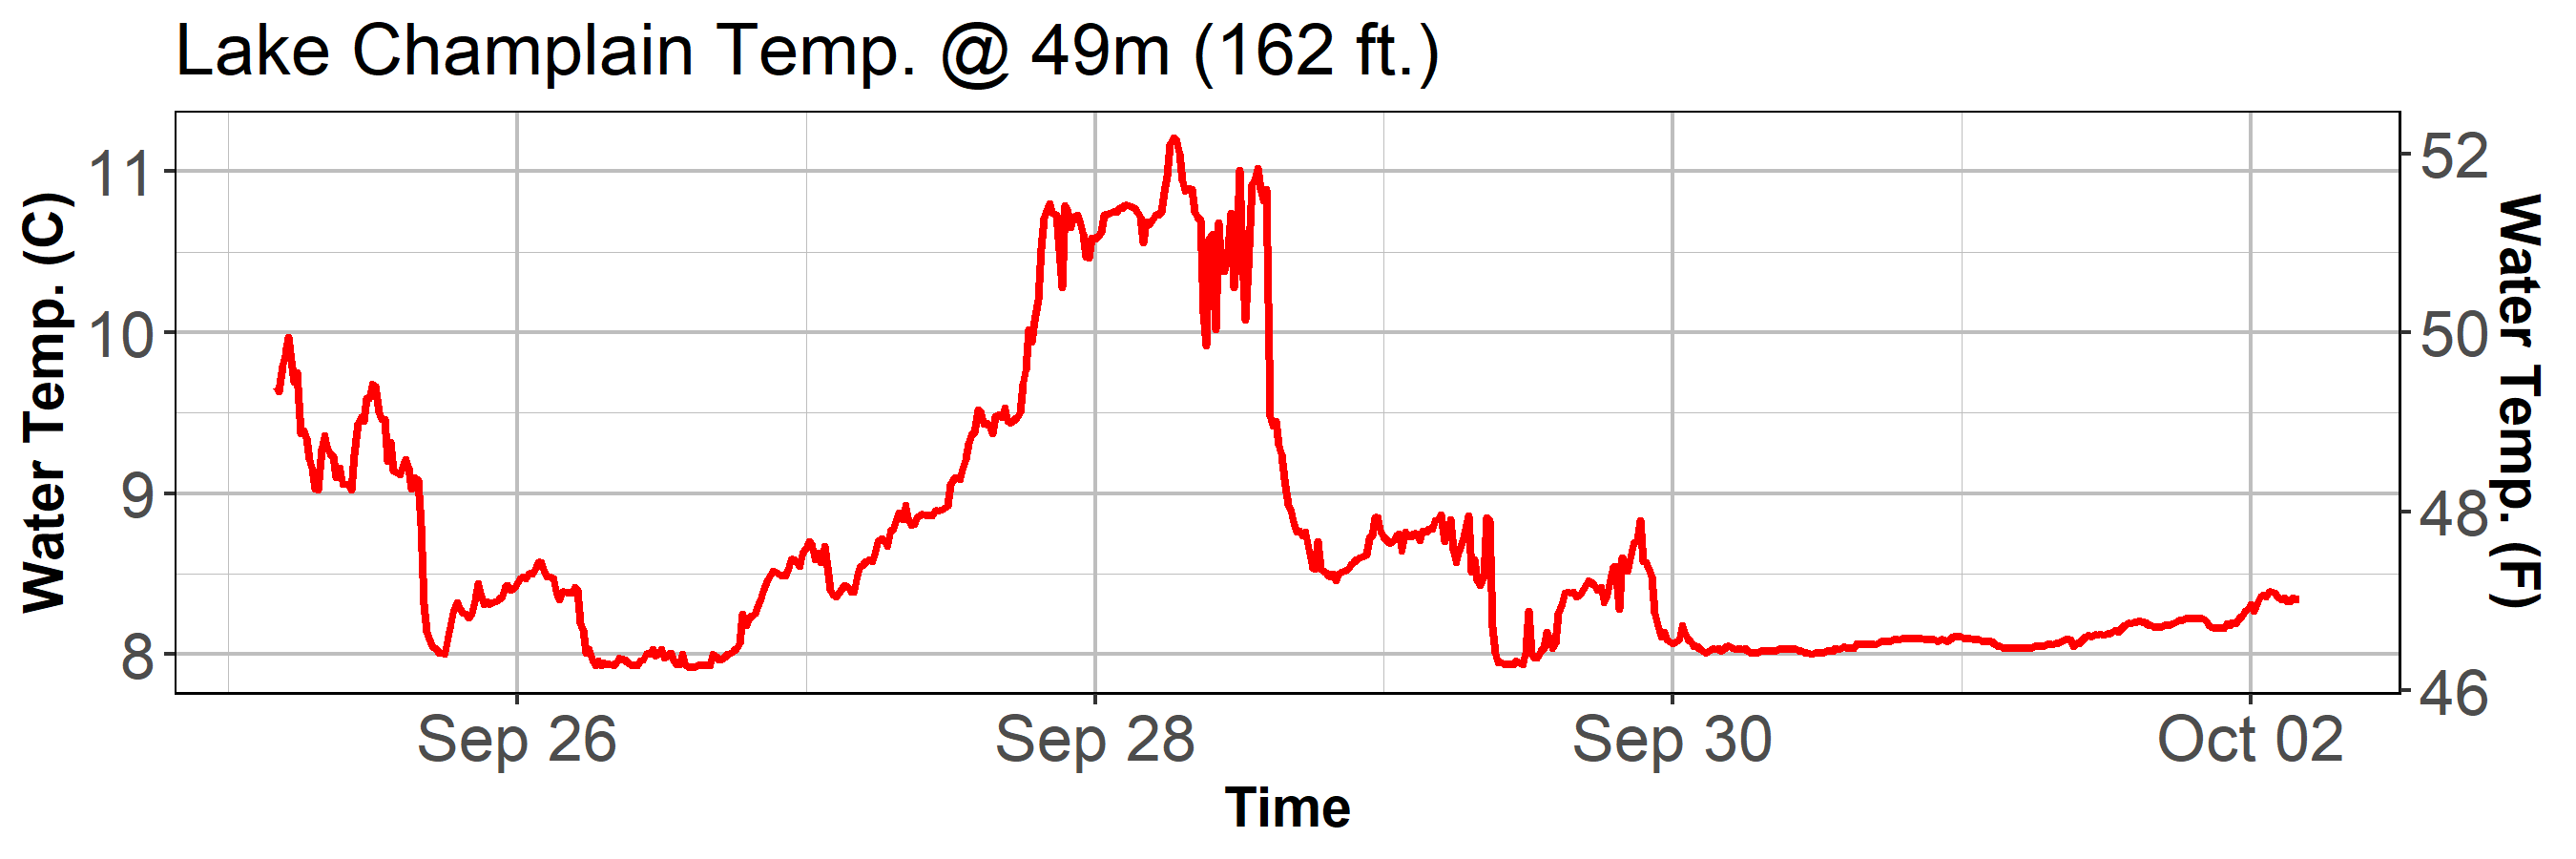 Lake Champlain Temp. @ 49m (162 ft.)
Water Temp. (C)
11
10
9
8
52
50
48
46
Water Temp. (F)
Sep 26
Sep 28
Sep 30
Oct 02
Time